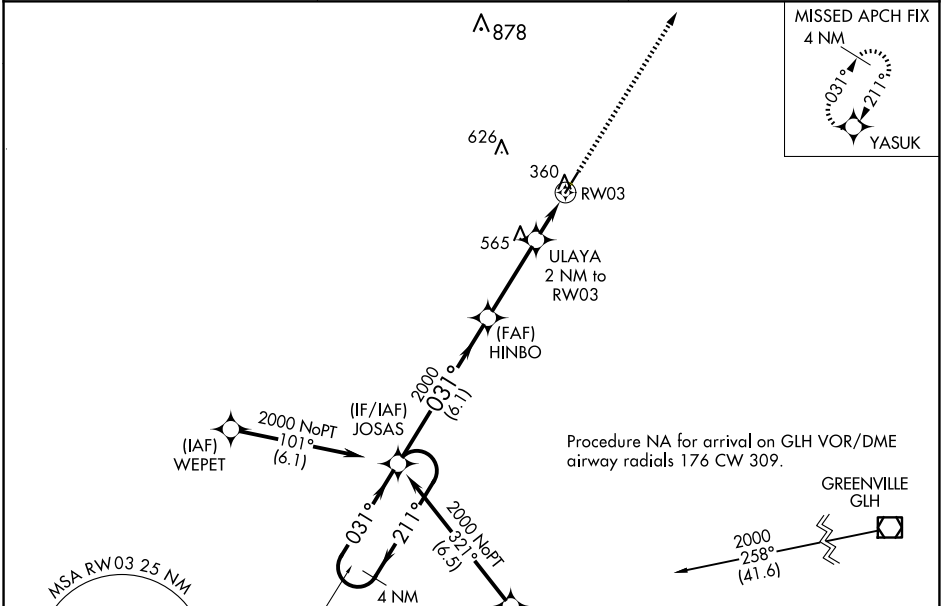 MISSED APCH FIX
4 NM
031°
211°
YASUK
878
626
360
RW03
565
ULAYA
2 NM to
RW03
(FAF)
HINBO
2000
031°
(6.1)
(IF/IAF)
JOSAS
2000 NoPT
101°
(6.1)
(IAF)
WEPET
Procedure NA for arrival on GLH VOR/DME
airway radials 176 CW 309.
GREENVILLE
GLH
2000
258°
(41.6)
031°
211°
2000 NoPT
321°
(6.5)
4 NM
MSA RW03 25 NM